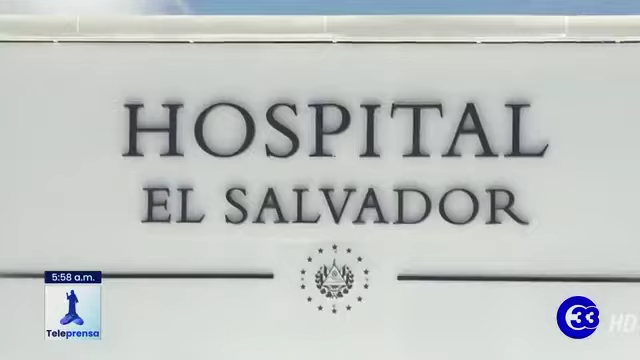 HOSPITAL
EL SALVADOR
5:58 a.m.
Teleprensa
33
HD